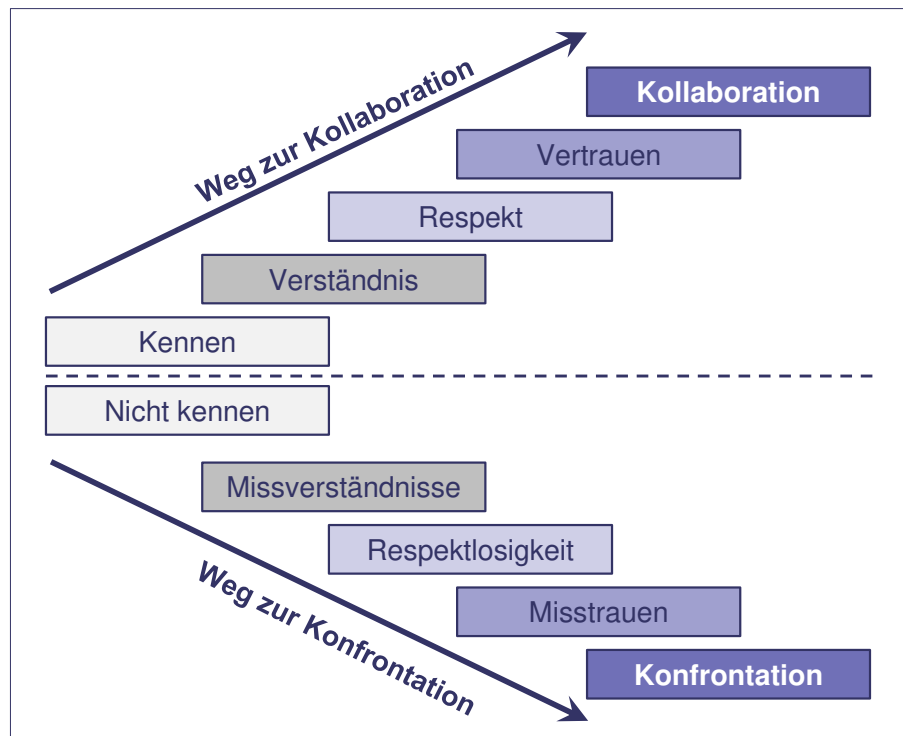 Weg zur Kollaboration
Kollaboration
Vertrauen
Respekt
Verständnis
Kennen
Nicht kennen
Missverständnisse
Respektlosigkeit
Misstrauen
Konfrontation
Weg zur Konfrontation